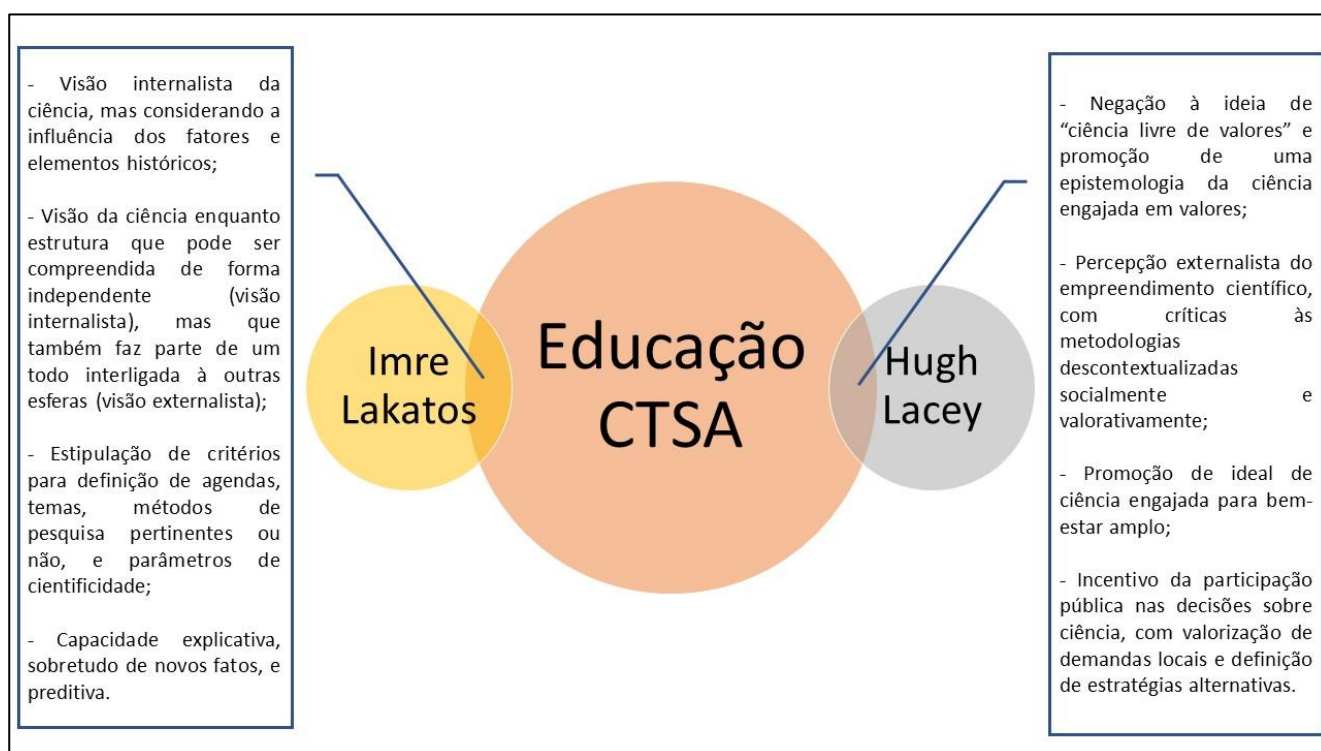 - Visão internalista da
ciência, mas considerando a
influência dos fatores e
elementos históricos;
- Visão da ciência enquanto
estrutura que pode ser
compreendida de forma
independente (visão
internalista), mas que
também faz parte de um
todo interligada à outras
esferas (visão externalista);
- Estipulação de critérios
para definição de agendas,
temas, métodos de
pesquisa pertinentes ou
não, e parâmetros de
cientificidade;
- Capacidade explicativa,
sobretudo de novos fatos, e
preditiva.
Imre
Lakatos
Educação
CTSA
Hugh
Lacey
- Negação à ideia de
“ciência livre de valores” e
promoção de uma
epistemologia da ciência
engajada em valores;
- Percepção externalista do
empreendimento científico,
com críticas às
metodologias
descontextualizadas
socialmente e
valorativamente;
- Promoção de ideal de
ciência engajada para bem-
estar amplo;
- Incentivo da participação
pública nas decisões sobre
ciência, com valorização de
demandas locais e definição
de estratégias alternativas.